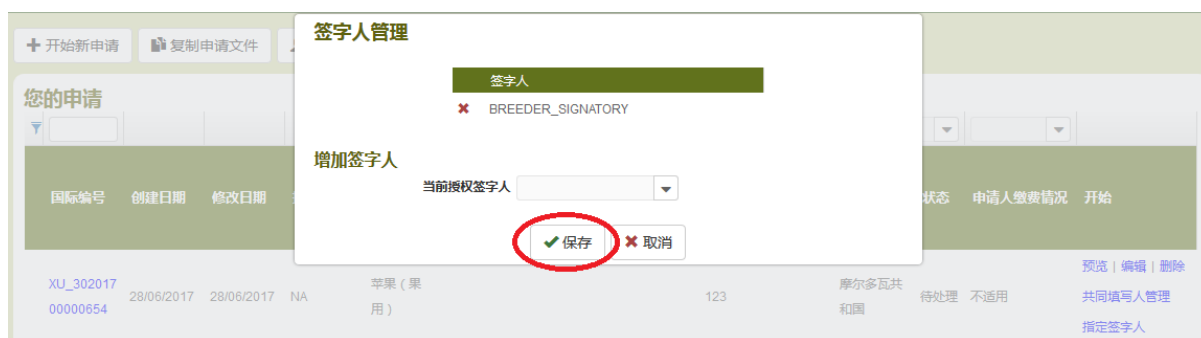 签字人管理
开始新申请
复制申请文件
签字人
您的申请
BREEDER_SIGNATORY
增加签字人
当前授权签字人
国际编号 创建日期 修改日期
状态 申请人缴费情况 开始
保存 取消
XU_302017
00000654
28/06/2017 28/06/2017 NA
苹果（果
用）
123
摩尔多瓦共
和国
待处理 不适用
预览 | 编辑 | 删除
共同填写人管理
指定签字人